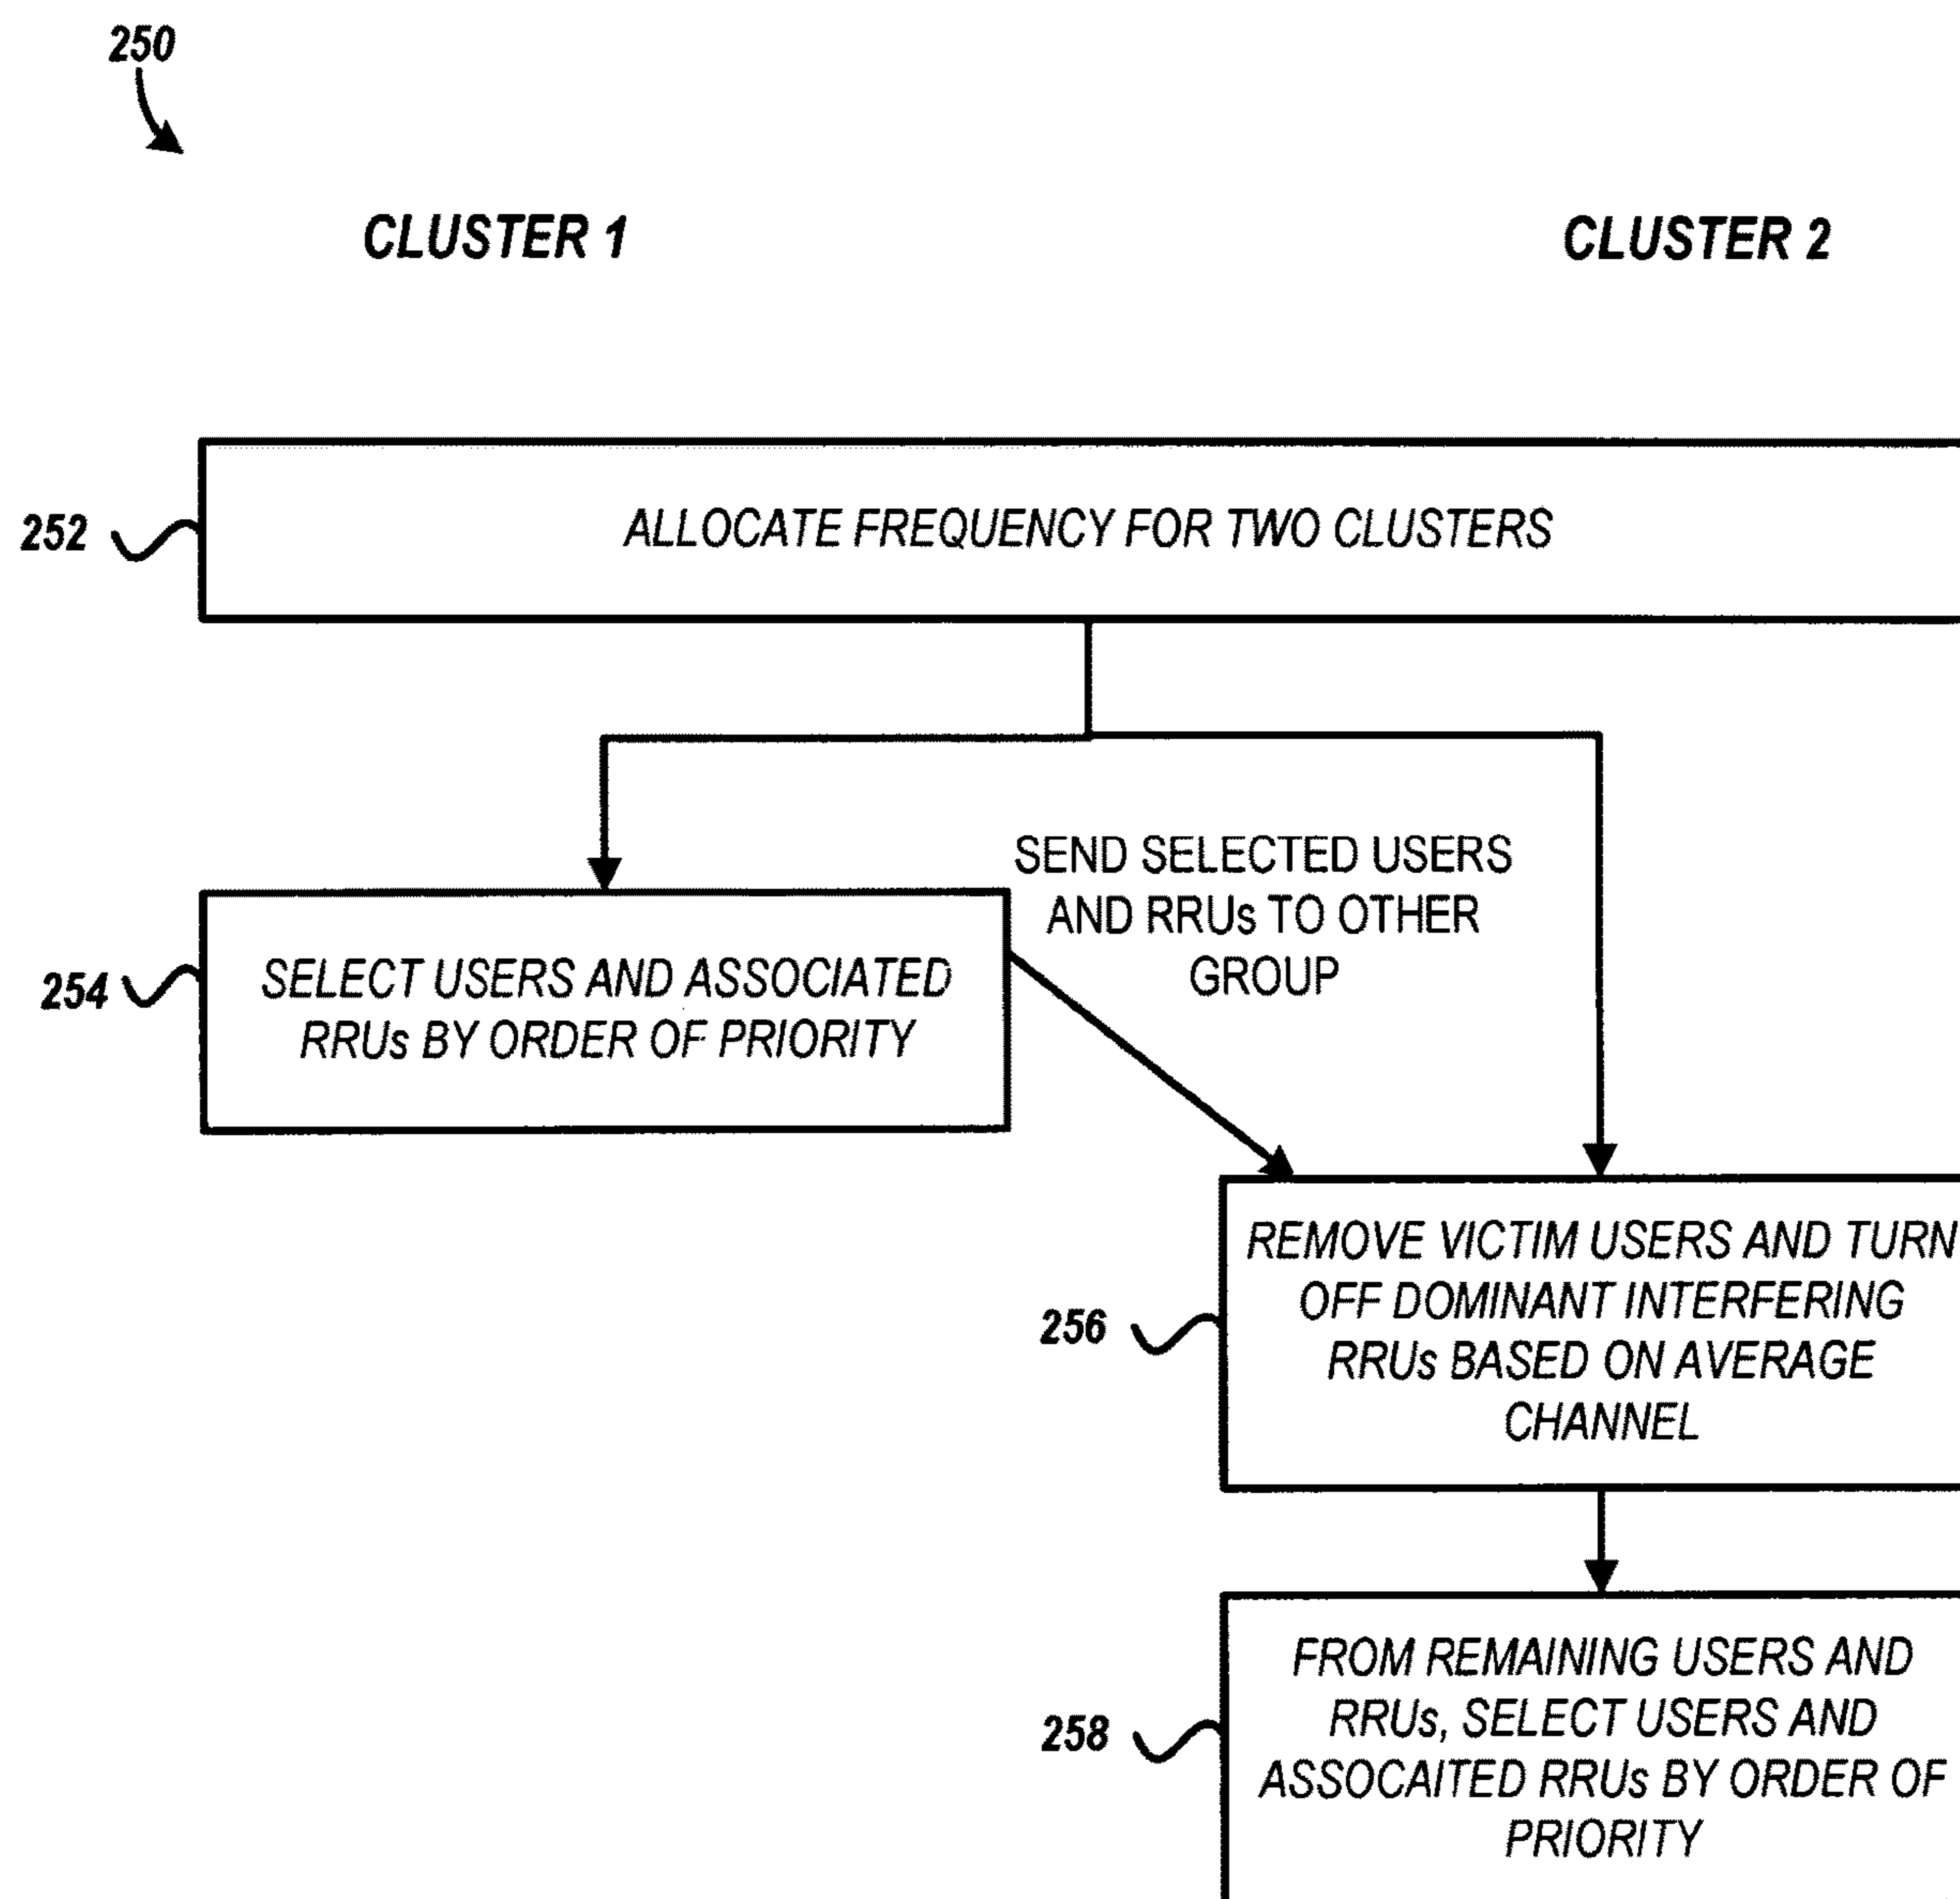 250
CLUSTER 1
CLUSTER 2
252
ALLOCATE FREQUENCY FOR TWO CLUSTERS
SEND SELECTED USERS
AND RRUs TO OTHER
GROUP
254
SELECT USERS AND ASSOCIATED
RRUs BY ORDER OF PRIORITY
256
REMOVE VICTIM USERS AND TURN
OFF DOMINANT INTERFERING
RRUs BASED ON AVERAGE
CHANNEL
258
FROM REMAINING USERS AND
RRUs, SELECT USERS AND
ASSOCAITED RRUs BY ORDER OF
PRIORITY